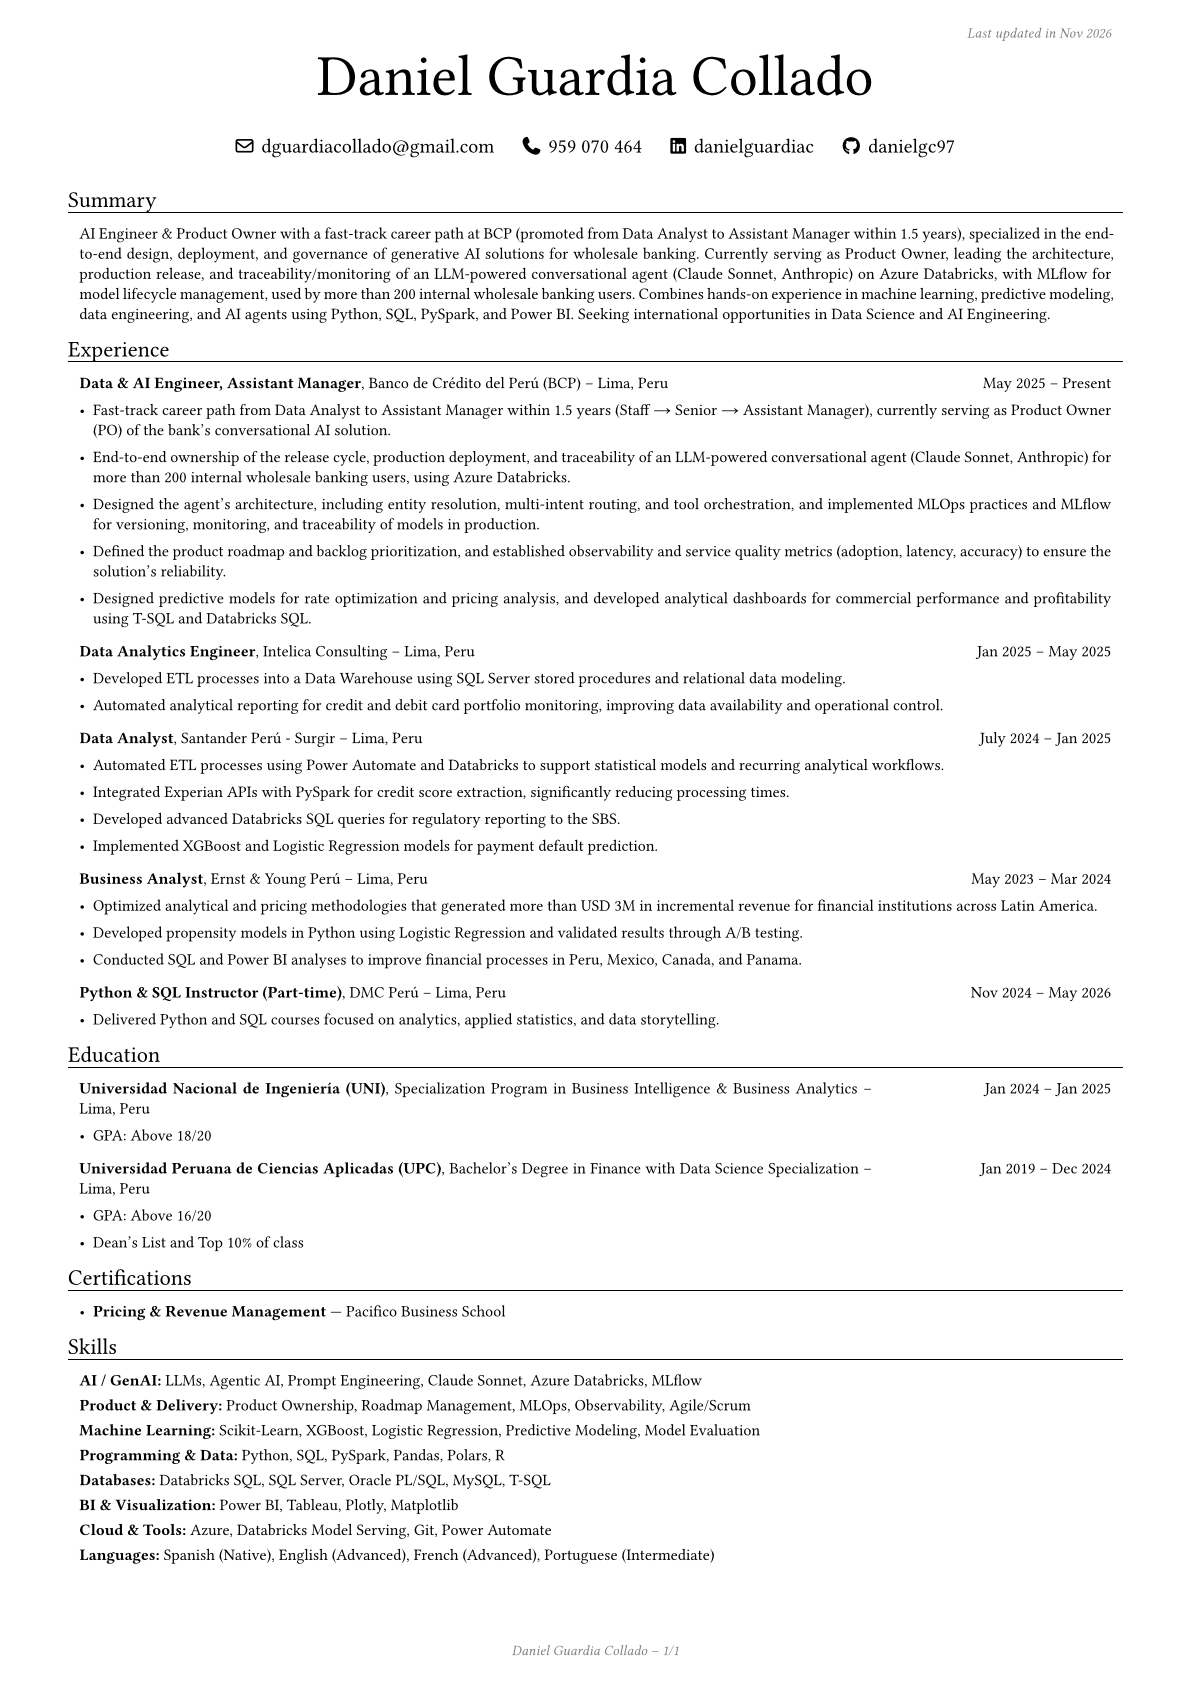 Last updated in Nov 2026
Daniel Guardia Collado
dguardiacollado@gmail.com 959 070 464 danielguardiac danielgc97
Summary
AI Engineer & Product Owner with a fast-track career path at BCP (promoted from Data Analyst to Assistant Manager within 1.5 years), specialized in the end-
to-end design, deployment, and governance of generative AI solutions for wholesale banking. Currently serving as Product Owner, leading the architecture,
production release, and traceability/monitoring of an LLM-powered conversational agent (Claude Sonnet, Anthropic) on Azure Databricks, with MLflow for
model lifecycle management, used by more than 200 internal wholesale banking users. Combines hands-on experience in machine learning, predictive modeling,
data engineering, and AI agents using Python, SQL, PySpark, and Power BI. Seeking international opportunities in Data Science and AI Engineering.
Experience
Data & AI Engineer, Assistant Manager, Banco de Crédito del Perú (BCP) – Lima, Peru May 2025 – Present
• Fast-track career path from Data Analyst to Assistant Manager within 1.5 years (Staff → Senior → Assistant Manager), currently serving as Product Owner
(PO) of the bank's conversational AI solution.
• End-to-end ownership of the release cycle, production deployment, and traceability of an LLM-powered conversational agent (Claude Sonnet, Anthropic) for
more than 200 internal wholesale banking users, using Azure Databricks.
• Designed the agent's architecture, including entity resolution, multi-intent routing, and tool orchestration, and implemented MLOps practices and MLflow
for versioning, monitoring, and traceability of models in production.
• Defined the product roadmap and backlog prioritization, and established observability and service quality metrics (adoption, latency, accuracy) to ensure the
solution's reliability.
• Designed predictive models for rate optimization and pricing analysis, and developed analytical dashboards for commercial performance and profitability
using T-SQL and Databricks SQL.
Data Analytics Engineer, Intelica Consulting – Lima, Peru Jan 2025 – May 2025
• Developed ETL processes into a Data Warehouse using SQL Server stored procedures and relational data modeling.
• Automated analytical reporting for credit and debit card portfolio monitoring, improving data availability and operational control.
Data Analyst, Santander Perú - Surgir – Lima, Peru July 2024 – Jan 2025
• Automated ETL processes using Power Automate and Databricks to support statistical models and recurring analytical workflows.
• Integrated Experian APIs with PySpark for credit score extraction, significantly reducing processing times.
• Developed advanced Databricks SQL queries for regulatory reporting to the SBS.
• Implemented XGBoost and Logistic Regression models for payment default prediction.
Business Analyst, Ernst & Young Perú – Lima, Peru May 2023 – Mar 2024
• Optimized analytical and pricing methodologies that generated more than USD 3M in incremental revenue for financial institutions across Latin America.
• Developed propensity models in Python using Logistic Regression and validated results through A/B testing.
• Conducted SQL and Power BI analyses to improve financial processes in Peru, Mexico, Canada, and Panama.
Python & SQL Instructor (Part-time), DMC Perú – Lima, Peru Nov 2024 – May 2026
• Delivered Python and SQL courses focused on analytics, applied statistics, and data storytelling.
Education
Universidad Nacional de Ingeniería (UNI), Specialization Program in Business Intelligence & Business Analytics – Jan 2024 – Jan 2025
Lima, Peru
• GPA: Above 18/20
Universidad Peruana de Ciencias Aplicadas (UPC), Bachelor's Degree in Finance with Data Science Specialization – Jan 2019 – Dec 2024
Lima, Peru
• GPA: Above 16/20
• Dean's List and Top 10% of class
Certifications
• Pricing & Revenue Management — Pacifico Business School
Skills
AI / GenAI: LLMs, Agentic AI, Prompt Engineering, Claude Sonnet, Azure Databricks, MLflow
Product & Delivery: Product Ownership, Roadmap Management, MLOps, Observability, Agile/Scrum
Machine Learning: Scikit-Learn, XGBoost, Logistic Regression, Predictive Modeling, Model Evaluation
Programming & Data: Python, SQL, PySpark, Pandas, Polars, R
Databases: Databricks SQL, SQL Server, Oracle PL/SQL, MySQL, T-SQL
BI & Visualization: Power BI, Tableau, Plotly, Matplotlib
Cloud & Tools: Azure, Databricks Model Serving, Git, Power Automate
Languages: Spanish (Native), English (Advanced), French (Advanced), Portuguese (Intermediate)
Daniel Guardia Collado – 1/1